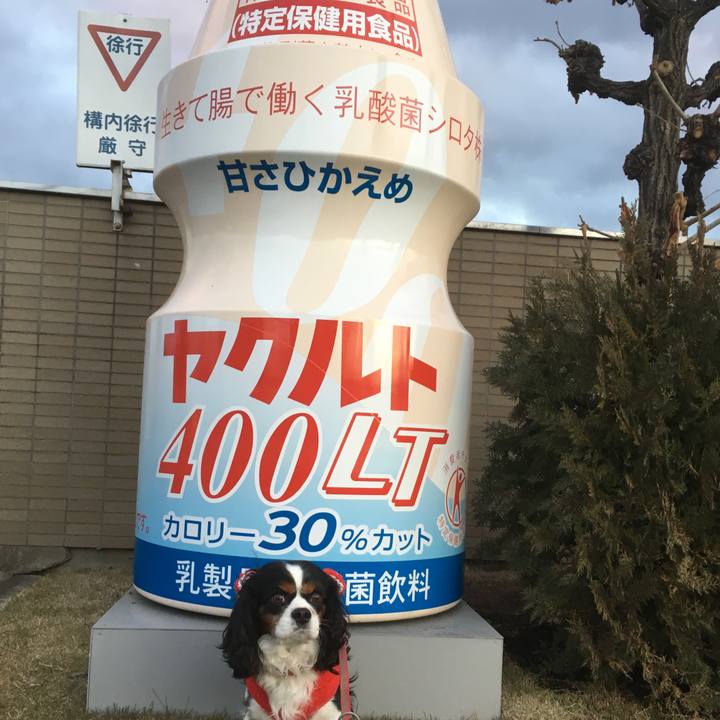 (特定保健用食品)
徐行
構内徐行
厳守
生きて腸で働く乳酸菌シロタ株
甘さひかえめ
ヤクルト
400LT
です。
カロリー30%カット
乳製 菌飲料